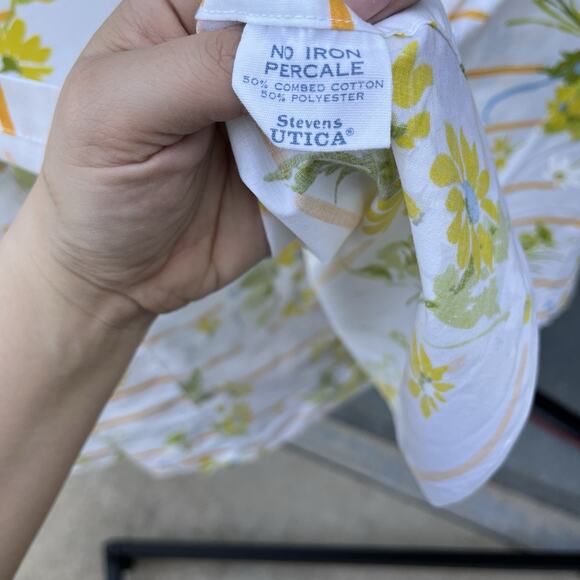 NO IRON
PERCALE
50% COMBED COTTON
50% POLYESTER
Stevens
UTICA®